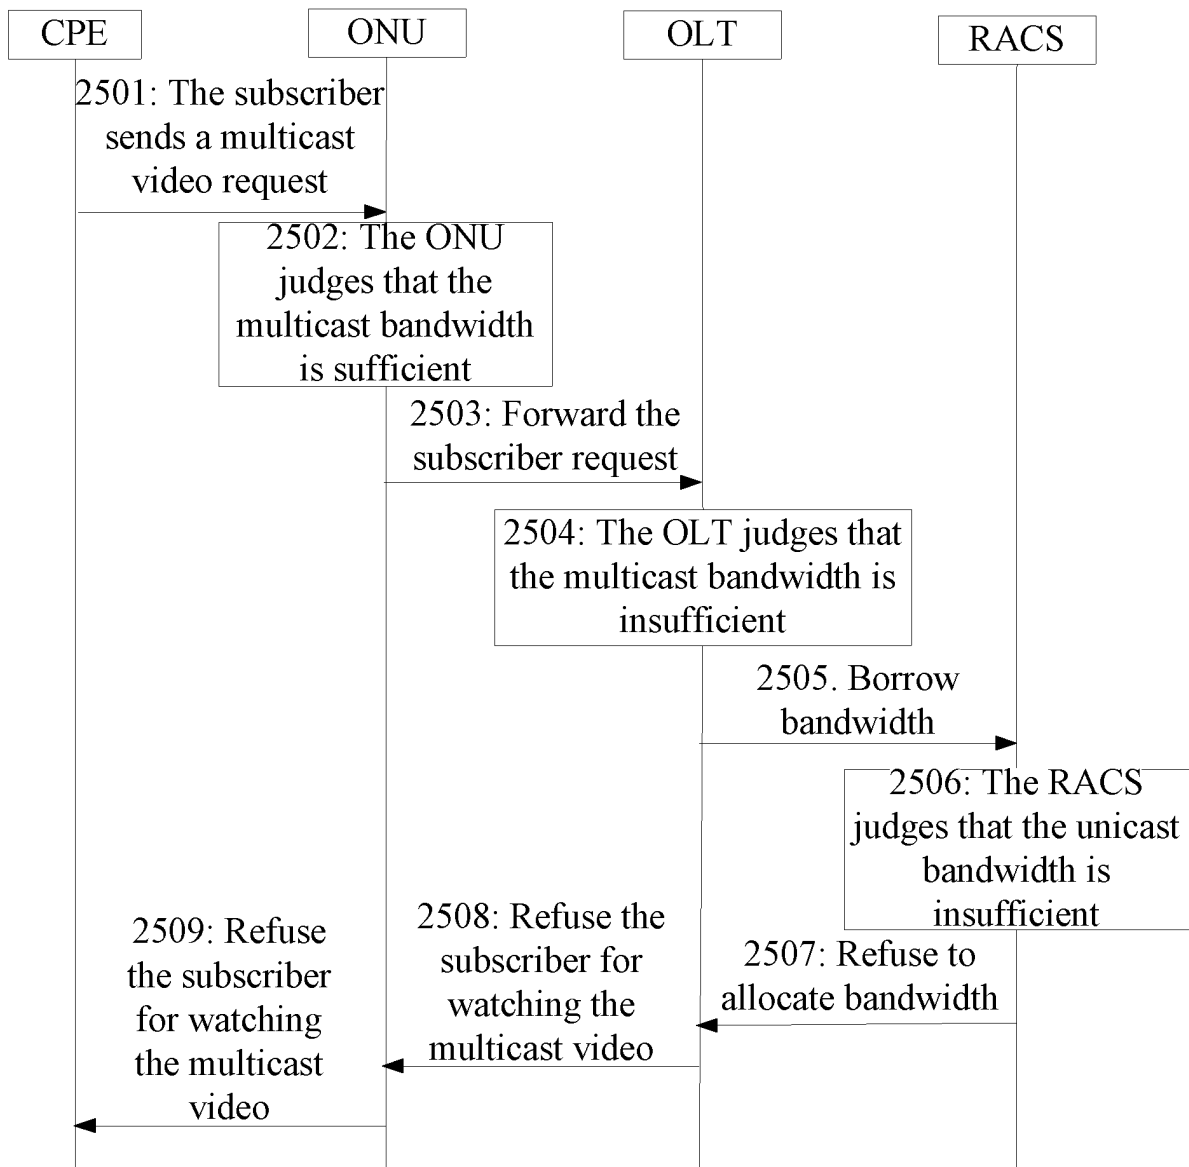 CPE
ONU
OLT
RACS
2501: The subscriber
sends a multicast
video request
2502: The ONU
judges that the
multicast bandwidth
is sufficient
2503: Forward the
subscriber request
2504: The OLT judges that
the multicast bandwidth is
insufficient
2505. Borrow
bandwidth
2506: The RACS
judges that the unicast
bandwidth is
insufficient
2507: Refuse to
allocate bandwidth
2508: Refuse the
subscriber for
watching the
multicast video
2509: Refuse
the subscriber
for watching
the multicast
video